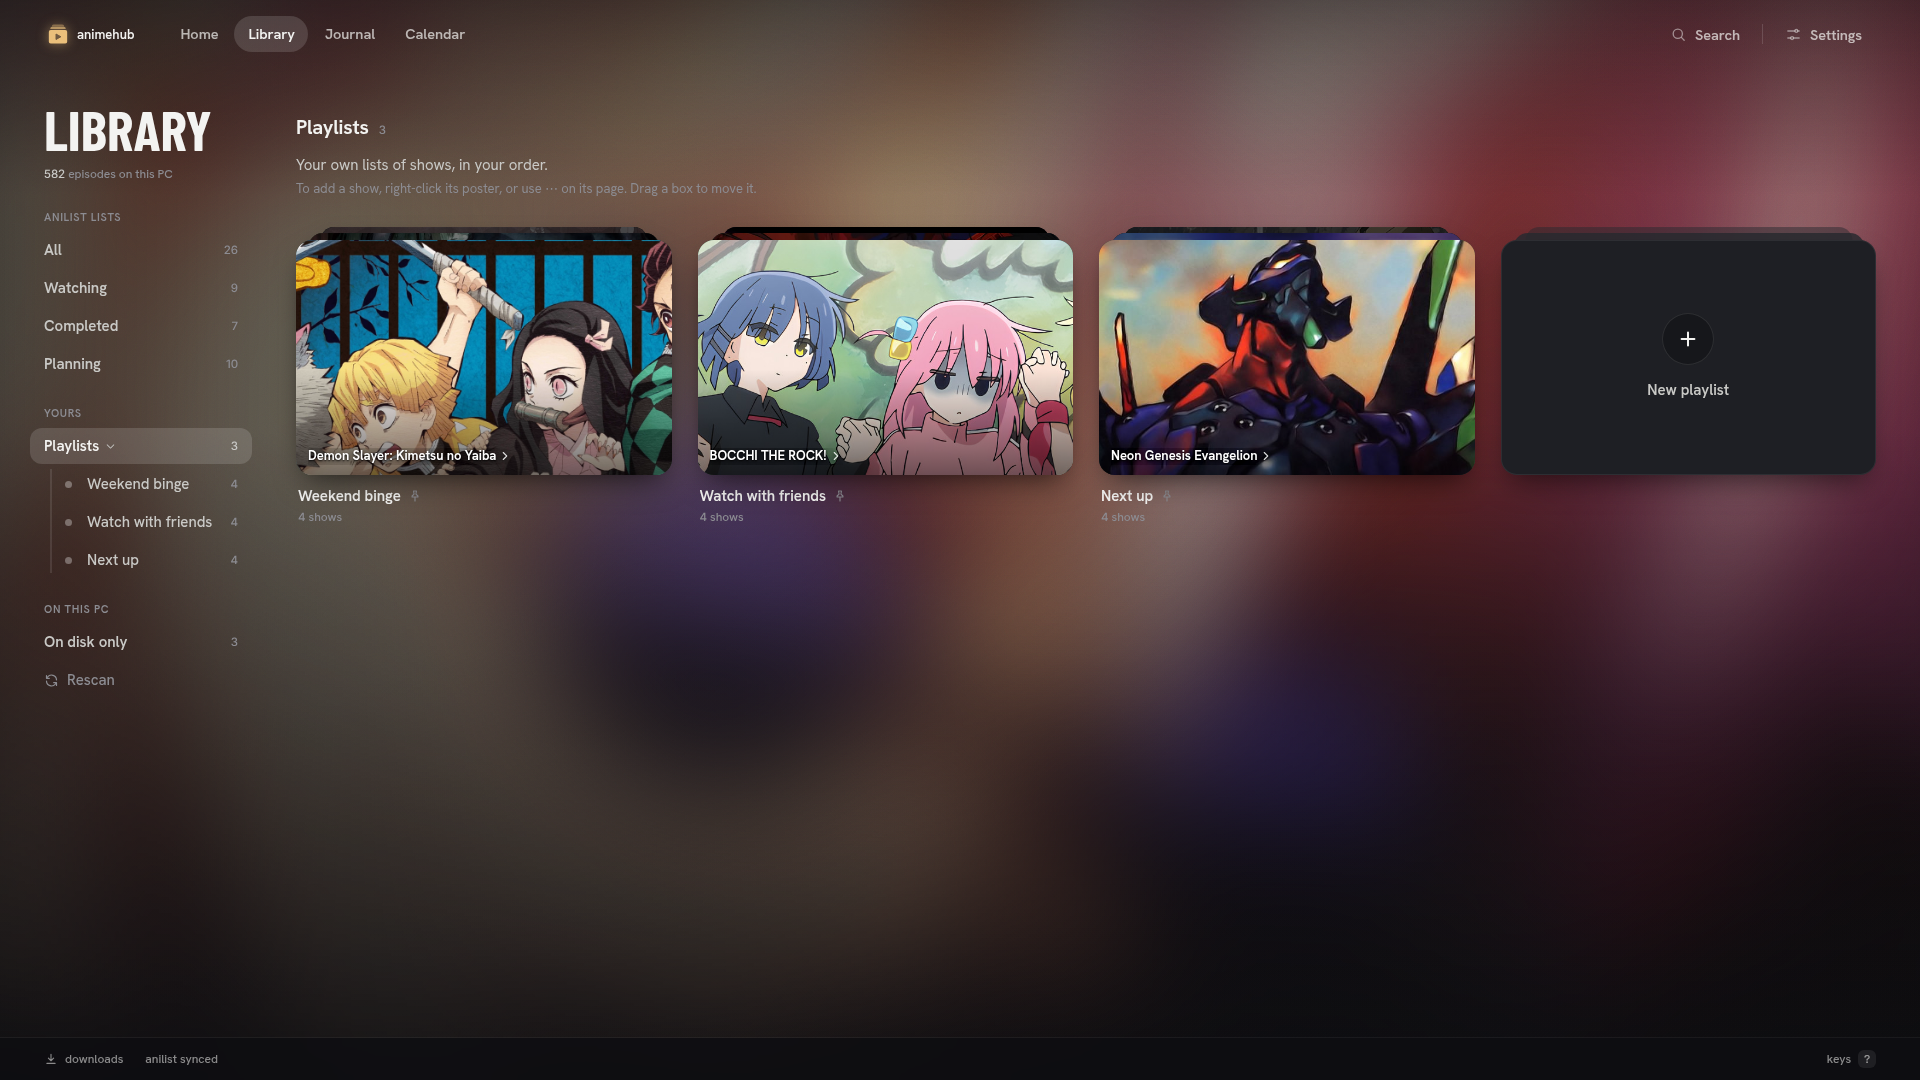 animehub
Home
Library
Journal
Calendar
Search
Settings
LIBRARY
582 episodes on this PC
ANILIST LISTS
All 26
Watching 9
Completed 7
Planning 10
YOURS
Playlists 3
Weekend binge 4
Watch with friends 4
Next up 4
ON THIS PC
On disk only 3
Rescan
Playlists 3
Your own lists of shows, in your order.
To add a show, right-click its poster, or use ··· on its page. Drag a box to move it.
Demon Slayer: Kimetsu no Yaiba
Weekend binge
4 shows
BOCCHI THE ROCK!
Watch with friends
4 shows
Neon Genesis Evangelion
Next up
4 shows
New playlist
downloads
anilist synced
keys ?